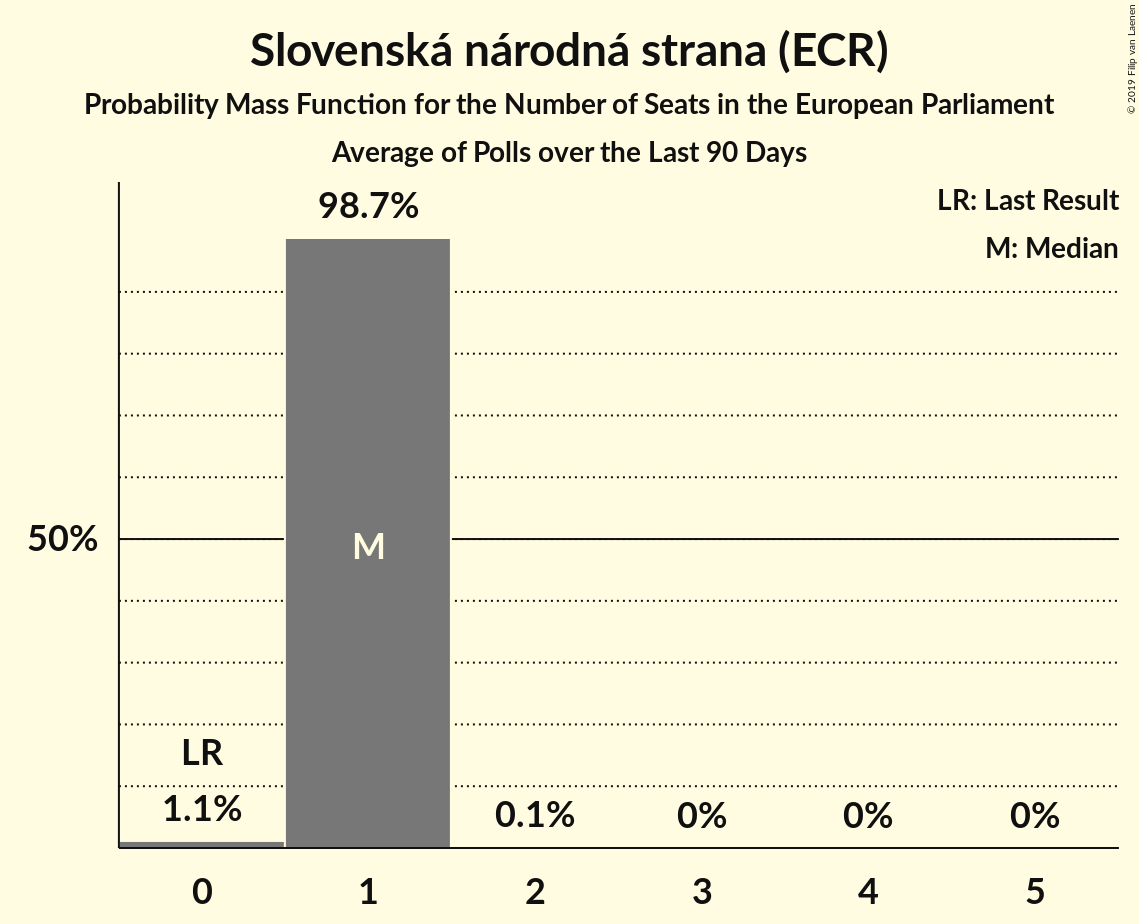 Slovenská národná strana (ECR)
Probability Mass Function for the Number of Seats in the European Parliament
Average of Polls over the Last 90 Days
© 2019 Filip van Laenen
LR: Last Result
M: Median
98.7%
50%
M
LR
1.1%
0.1%
0%
0%
0%
0
1
2
3
4
5